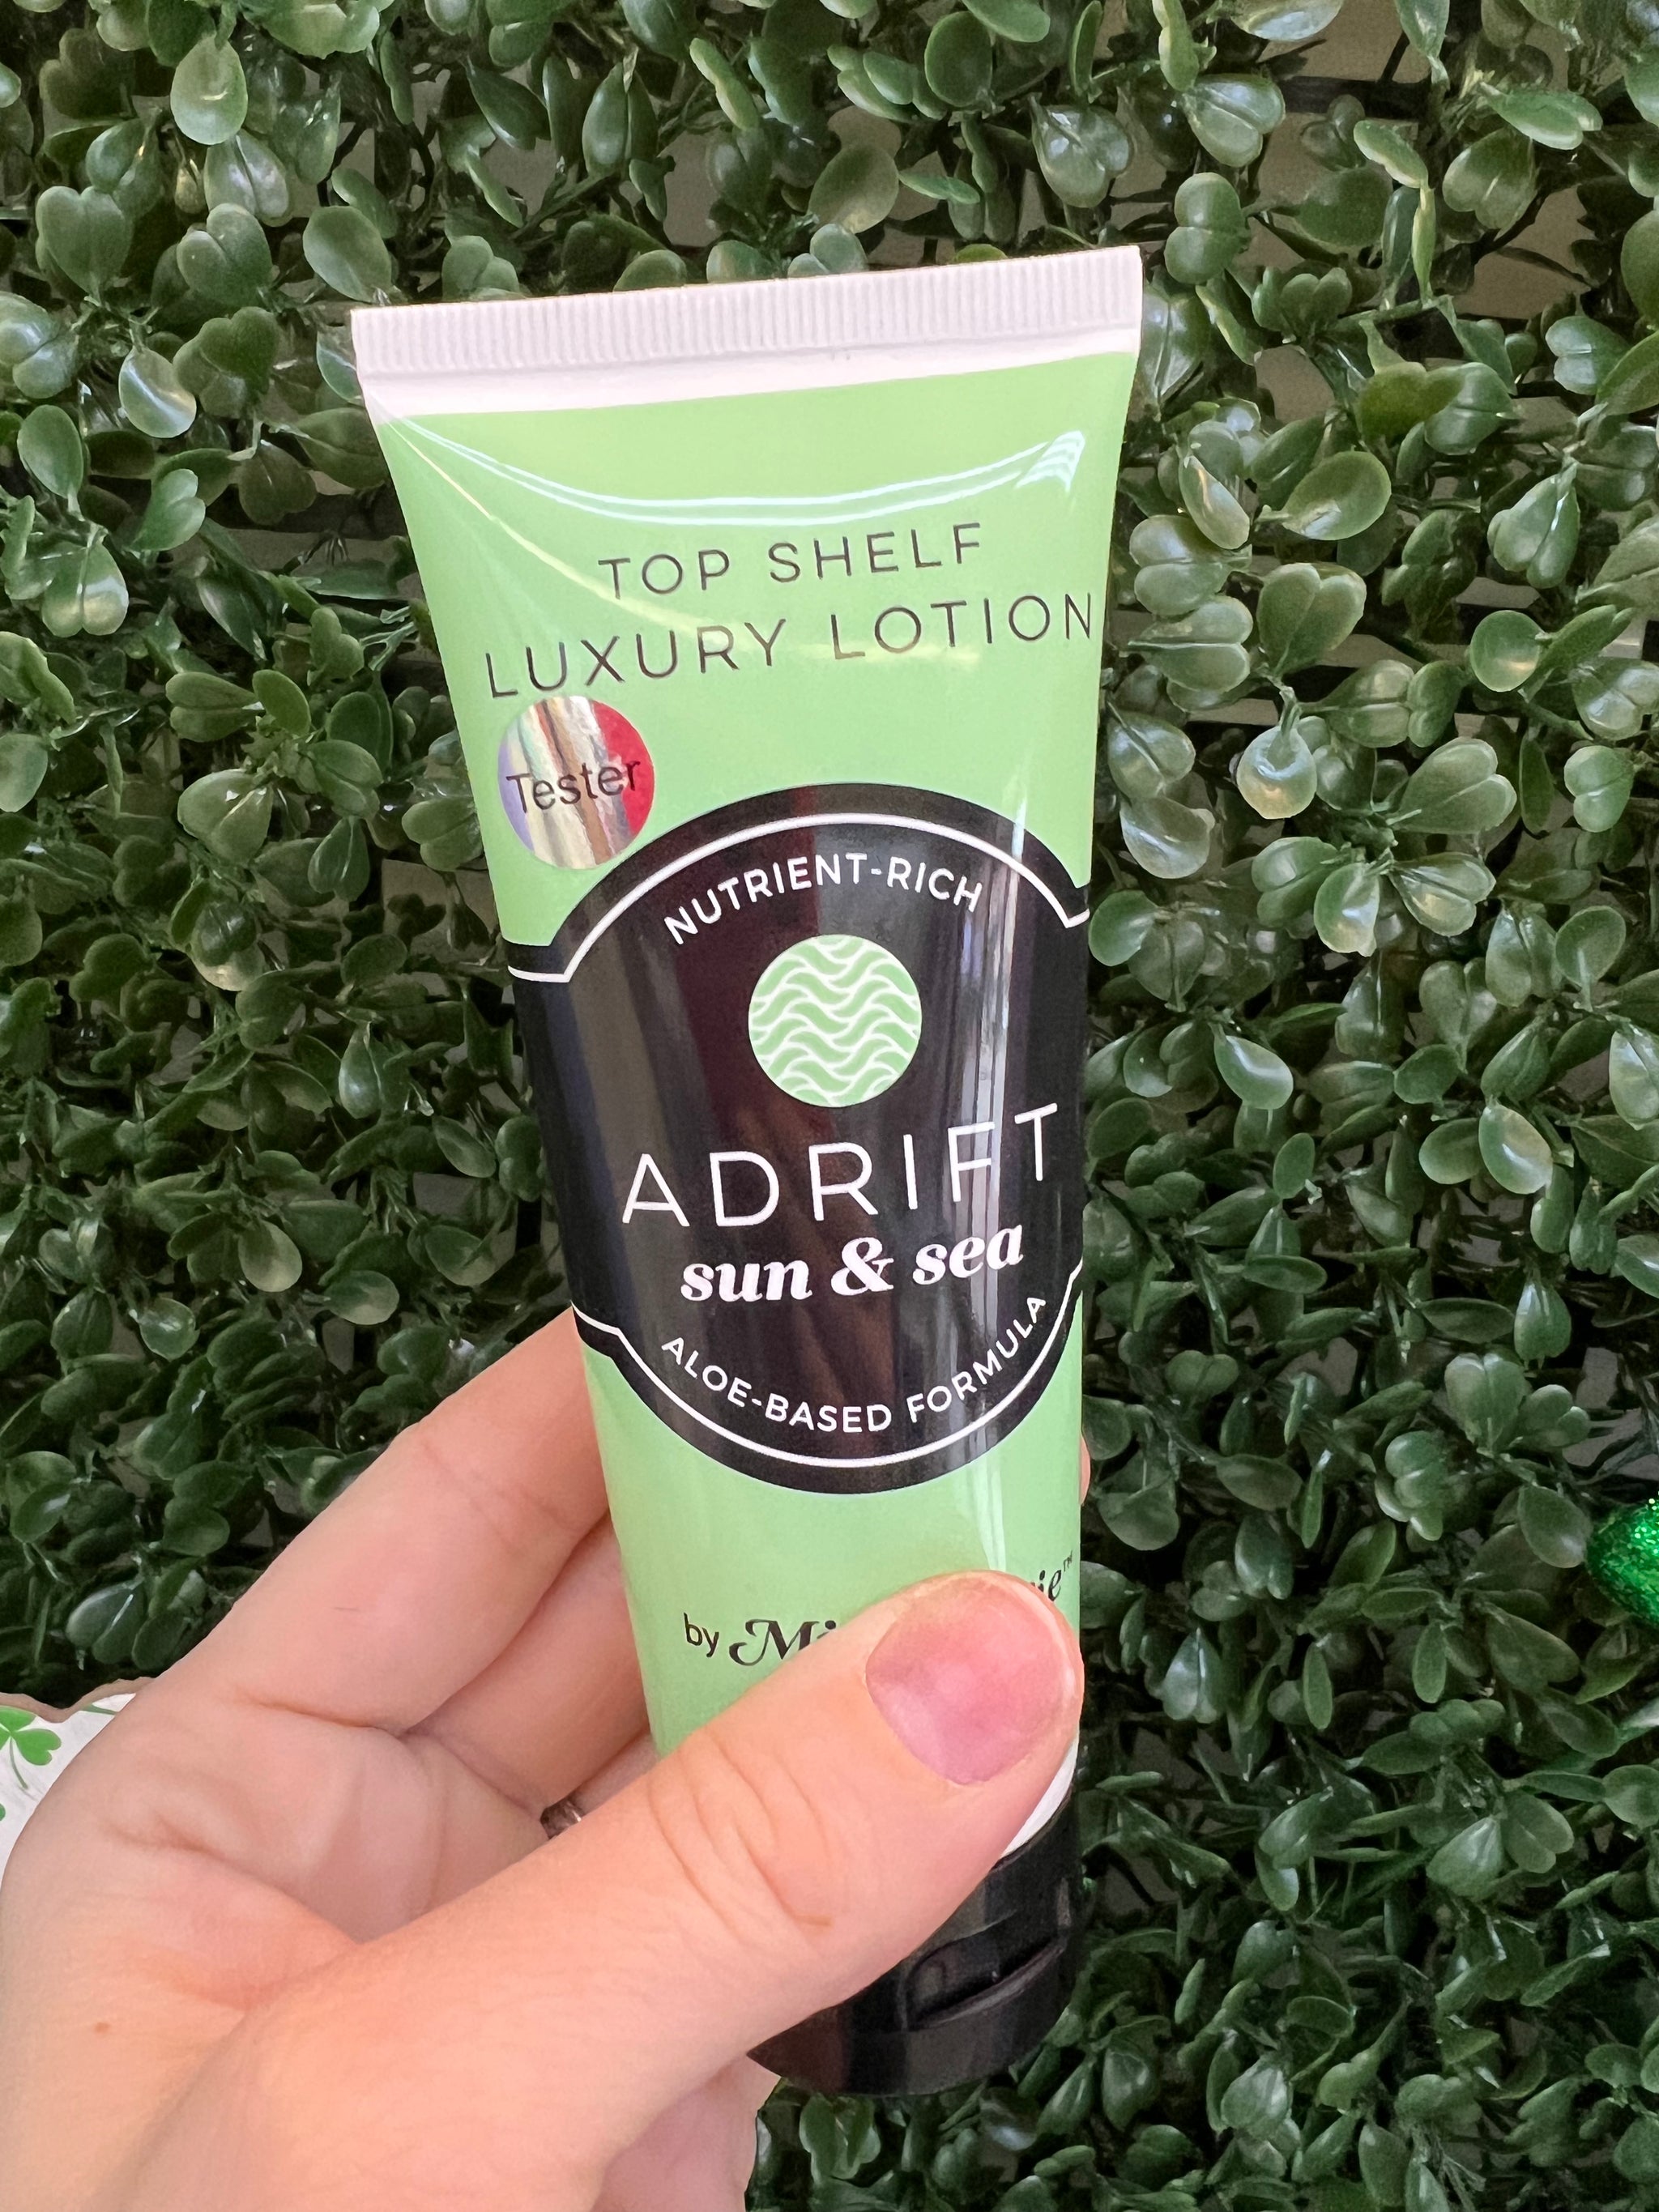 TOP SHELF
LUXURY LOTION
Tester
NUTRIENT-RICH
ADRIFT
sun & sea
ALOE-BASED FORMULA
by